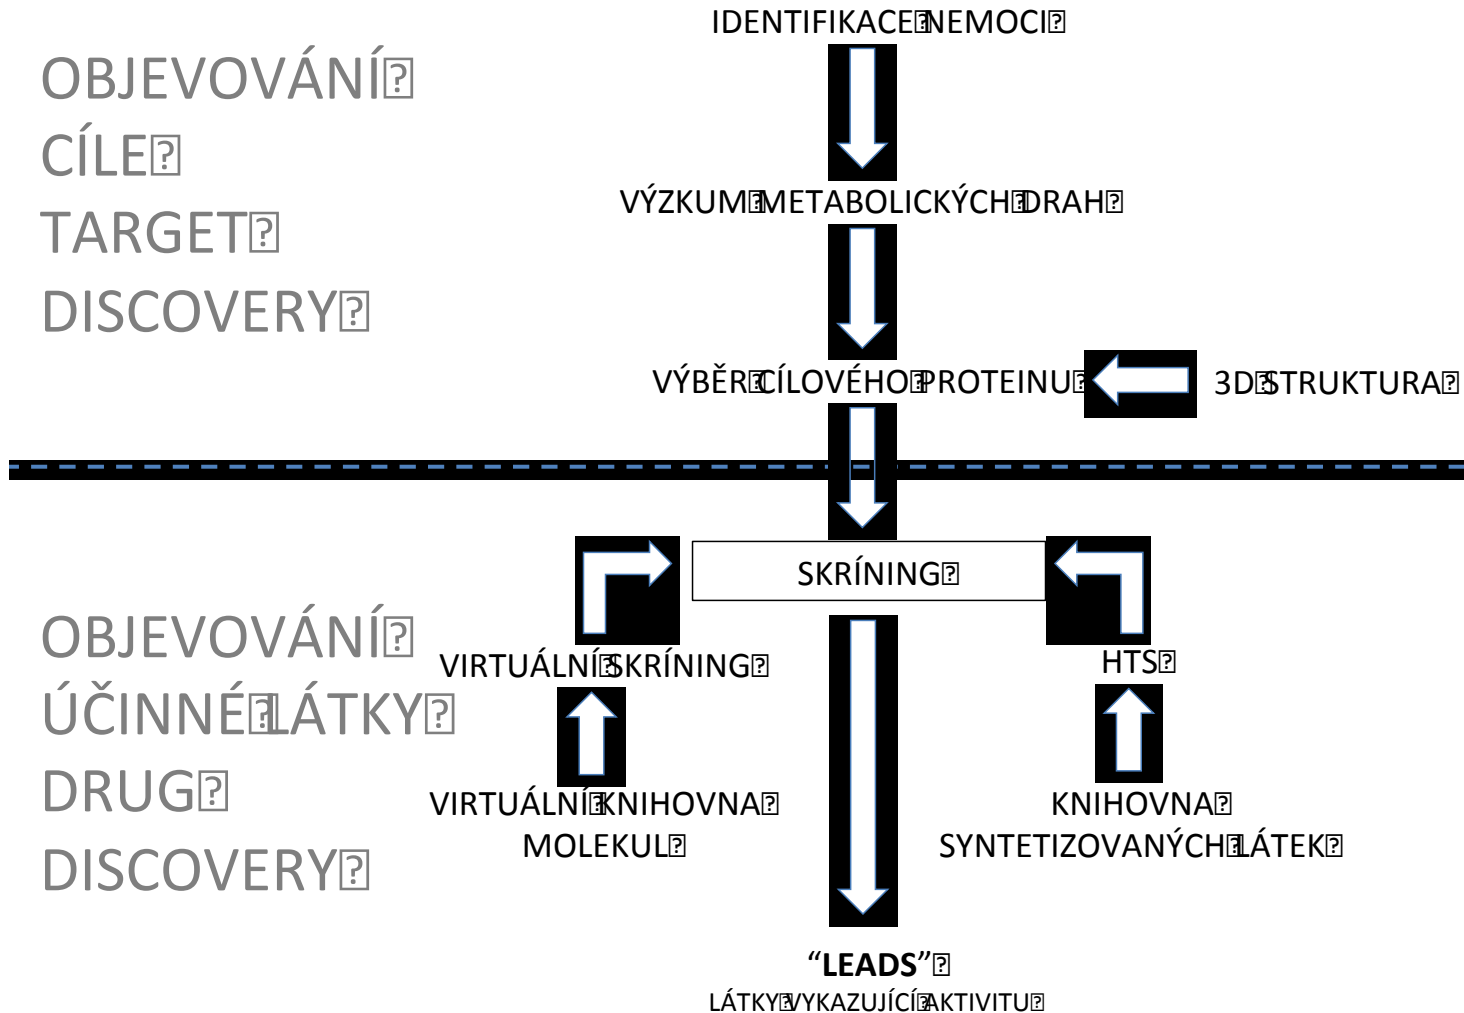 IDENTIFIKACE NEMOCI
OBJEVOVÁNÍ
CÍLE
TARGET
DISCOVERY
VÝZKUM METABOLICKÝCH DRAH
VÝBĚR CÍLOVÉHO PROTEINU
3D STRUKTURA
SKRÍNING
OBJEVOVÁNÍ
ÚČINNÉ LÁTKY
DRUG
DISCOVERY
VIRTUÁLNÍ SKRÍNING
HTS
VIRTUÁLNÍ KNIHOVNA
MOLEKUL
KNIHOVNA
SYNTETIZOVANÝCH LÁTEK
“LEADS”
LÁTKY VYKAZUJÍCÍ AKTIVITU